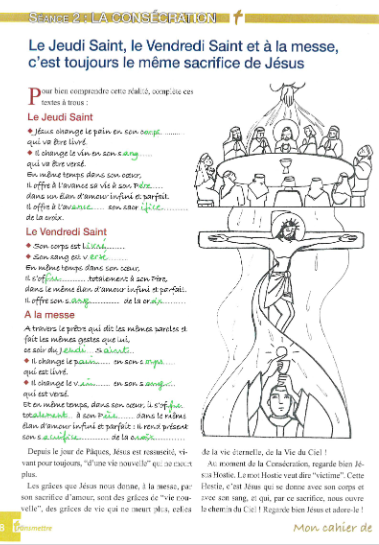 SÉANCE 2 : LA CONSÉCRATION
Le Jeudi Saint, le Vendredi Saint et à la messe,
c'est toujours le même sacrifice de Jésus
Pour bien comprendre cette réalité, complète ces
textes à trous :
Le Jeudi Saint
Jésus change le pain en son corps
qui va être livré.
Il change le vin en son sang
qui va être versé.
En même temps dans son cœur,
Il offre à l'avance sa vie à son Père
dans un élan d'amour infini et parfait.
Il offre à l'avance son sacrifice
de la croix.
Le Vendredi Saint
Son corps est livré
Son sang est versé
En même temps dans son cœur,
Il s'offre totalement à son Père,
dans le même élan d'amour infini et parfait.
Il offre son sang de la croix
A la messe
A travers le prêtre qui dit les mêmes paroles et
fait les mêmes gestes que lui,
ce soir du Jeudi Saint
Il change le pain en son corps
qui est livré.
Il change le vin en son sang
qui est versé.
Et en même temps, dans son cœur, il s'offre
totalement à son Père dans le même
élan d'amour infini et parfait : il rend présent
son sacrifice de la croix
Depuis le jour de Pâques, Jésus est ressuscité, vi-
vant pour toujours, "d'une vie nouvelle" qui ne meurt
plus.
Les grâces que Jésus nous donne, à la messe, par
son sacrifice d'amour, sont des grâces de "vie nou-
velle", des grâces de vie qui ne meurt plus, celles
de la vie éternelle, de la Vie du Ciel !
Au moment de la Consécration, regarde bien Jé-
sus Hostie. Le mot Hostie veut dire "victime". Cette
Hostie, c'est Jésus qui se donne avec son corps et
avec son sang, et qui, par ce sacrifice, nous ouvre
le chemin du Ciel ! Regarde bien Jésus et adore-le !
6
Mon cahier de